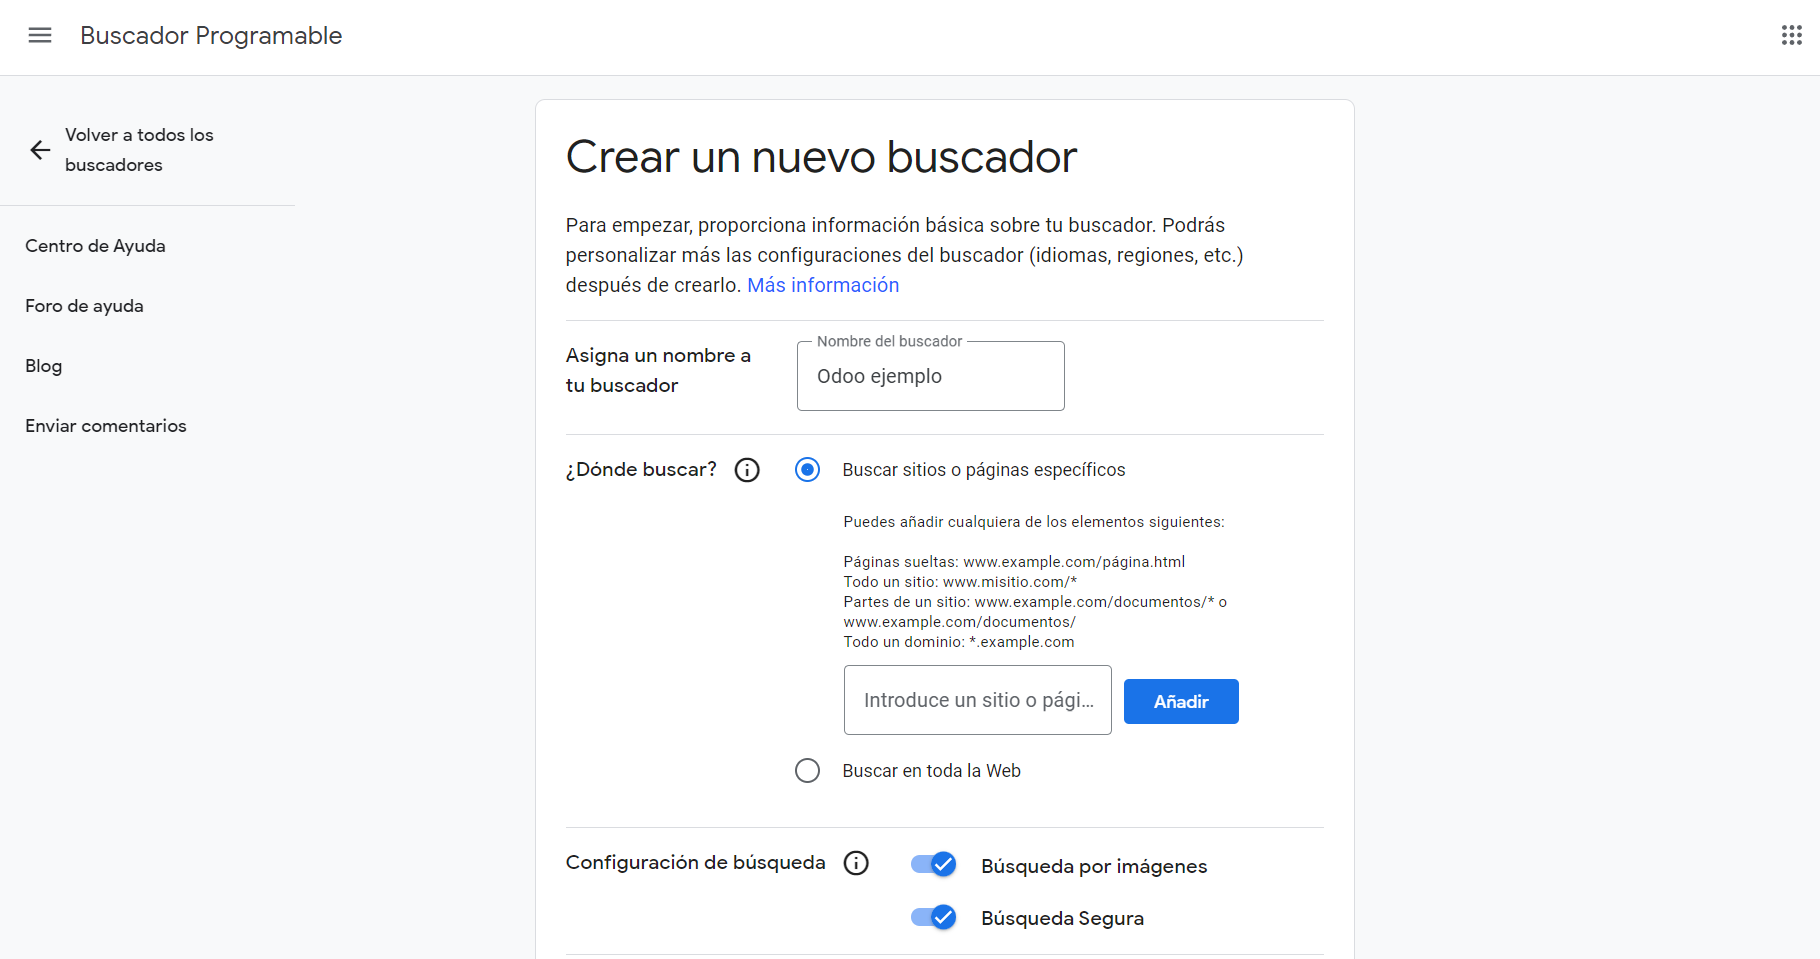 Buscador Programable
Volver a todos los
buscadores
Centro de Ayuda
Foro de ayuda
Blog
Enviar comentarios
Crear un nuevo buscador
Para empezar, proporciona información básica sobre tu buscador. Podrás
personalizar más las configuraciones del buscador (idiomas, regiones, etc.)
después de crearlo. Más información
Asigna un nombre a
tu buscador
Nombre del buscador
Odoo ejemplo
¿Dónde buscar?
Buscar sitios o páginas específicos
Puedes añadir cualquiera de los elementos siguientes:
Páginas sueltas: www.example.com/página.html
Todo un sitio: www.misitio.com/*
Partes de un sitio: www.example.com/documentos/* o
www.example.com/documentos/
Todo un dominio: *.example.com
Introduce un sitio o pági...
Añadir
Buscar en toda la Web
Configuración de búsqueda
Búsqueda por imágenes
Búsqueda Segura